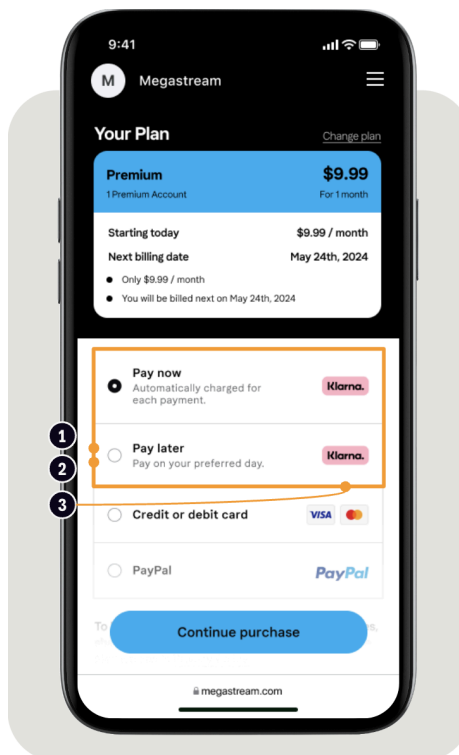 9:41
M Megastream
Your Plan Change plan
Premium $9.99
1 Premium Account For 1 month
Starting today $9.99 / month
Next billing date May 24th, 2024
Only $9.99 / month
You will be billed next on May 24th, 2024
Pay now
Automatically charged for
each payment.
Klarna.
1
Pay later
Pay on your preferred day.
Klarna.
2
3
Credit or debit card VISA
PayPal PayPal
To
Continue purchase
megastream.com